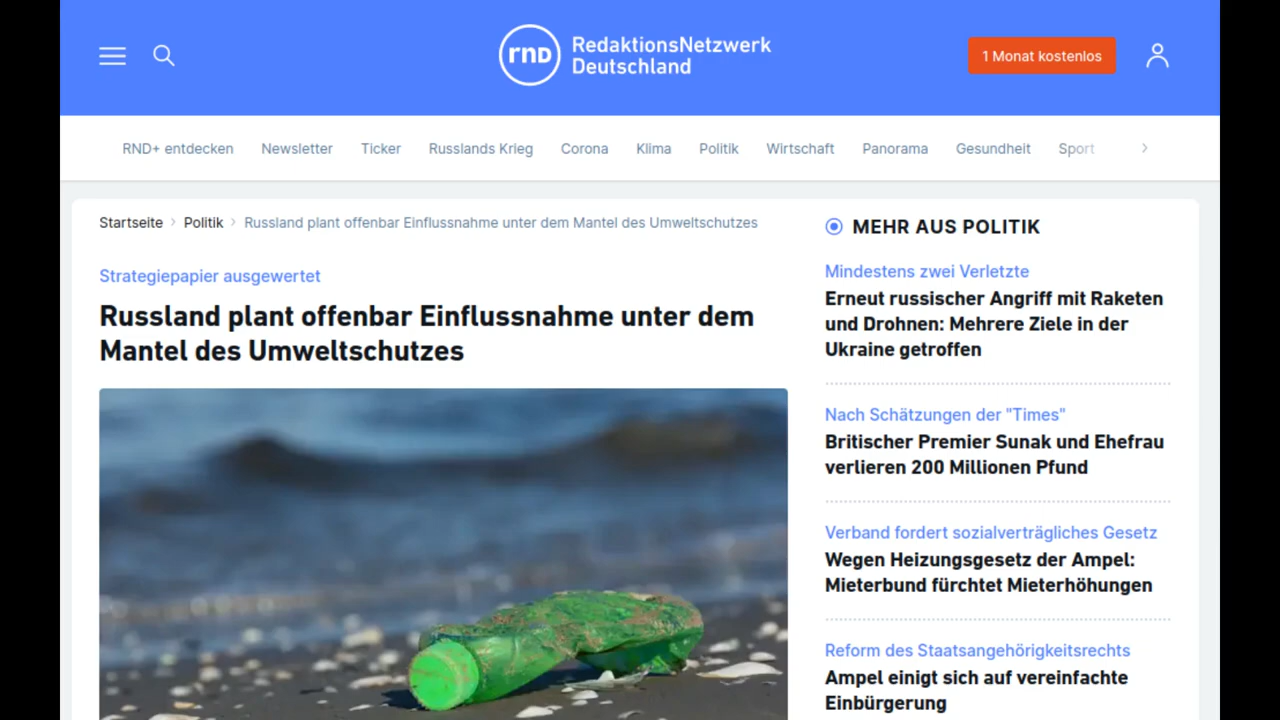 rnd RedaktionsNetzwerk
Deutschland
1 Monat kostenlos
RND+ entdecken Newsletter Ticker Russlands Krieg Corona Klima Politik Wirtschaft Panorama Gesundheit Sport
Startseite Politik Russland plant offenbar Einflussnahme unter dem Mantel des Umweltschutzes
Strategiepapier ausgewertet
Russland plant offenbar Einflussnahme unter dem
Mantel des Umweltschutzes
MEHR AUS POLITIK
Mindestens zwei Verletzte
Erneut russischer Angriff mit Raketen
und Drohnen: Mehrere Ziele in der
Ukraine getroffen
Nach Schätzungen der "Times"
Britischer Premier Sunak und Ehefrau
verlieren 200 Millionen Pfund
Verband fordert sozialverträgliches Gesetz
Wegen Heizungsgesetz der Ampel:
Mieterbund fürchtet Mieterhöhungen
Reform des Staatsangehörigkeitsrechts
Ampel einigt sich auf vereinfachte
Einbürgerung